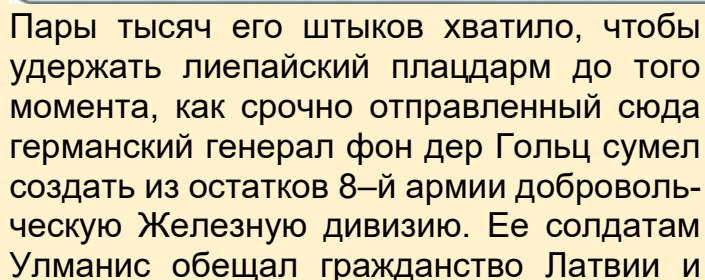 Пары тысяч его штыков хватило, чтобы
удержать лиепайский плацдарм до того
момента, как срочно отправленный сюда
германский генерал фон дер Гольц сумел
создать из остатков 8–й армии доброволь-
ческую Железную дивизию. Ее солдатам
Улманис обещал гражданство Латвии и